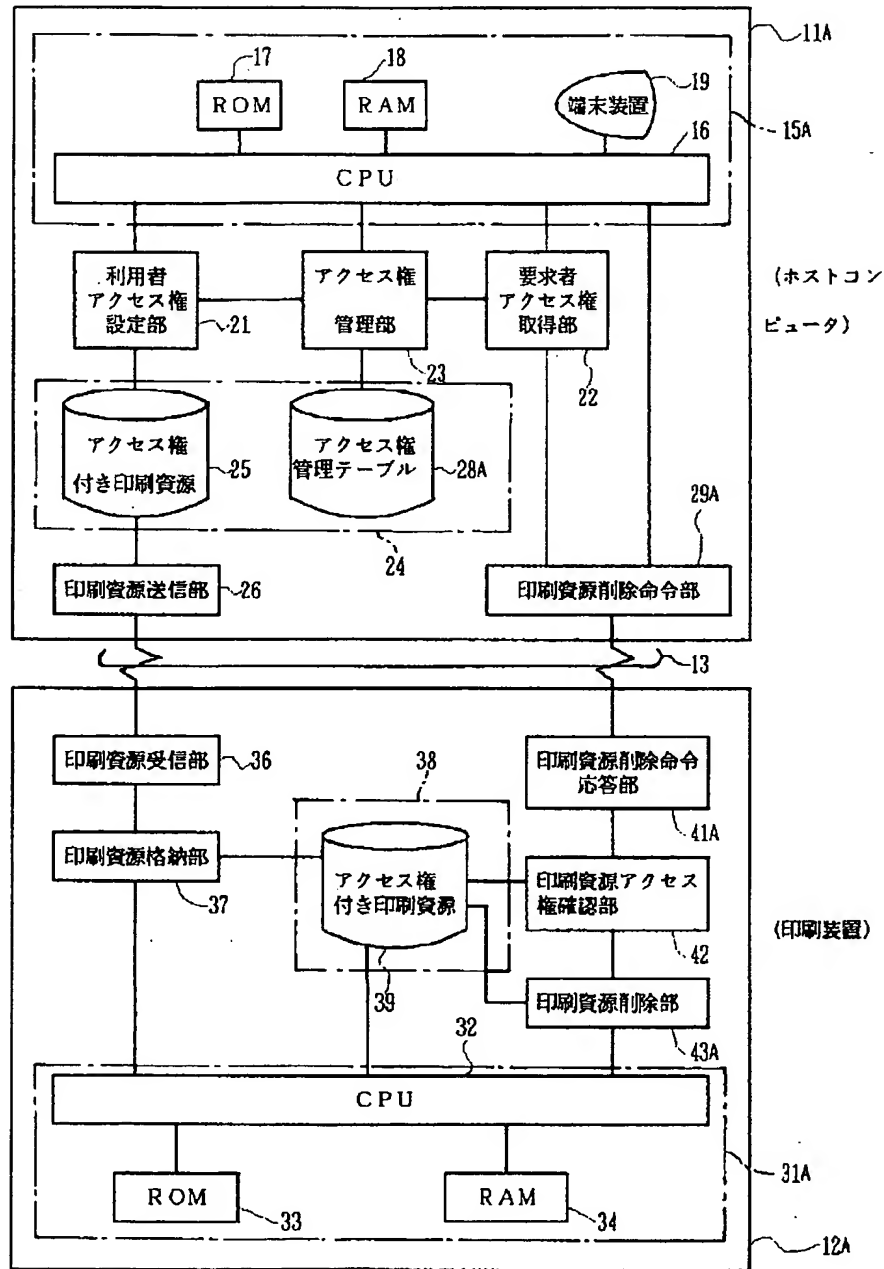 11A
17
18
19
ROM
RAM
端末装置
16
15A
CPU
利用者
アクセス権
設定部
21
アクセス権
管理部
23
要求者
アクセス権
取得部
22
(ホストコン
ピュータ)
アクセス権
付き印刷資源
25
アクセス権
管理テーブル
28A
24
29A
印刷資源送信部
26
印刷資源削除命令部
13
印刷資源受信部
36
38
印刷資源削除命令
応答部
41A
印刷資源格納部
37
アクセス権
付き印刷資源
39
印刷資源アクセス
権確認部
42
(印刷装置)
印刷資源削除部
43A
32
CPU
31A
ROM
33
RAM
34
12A